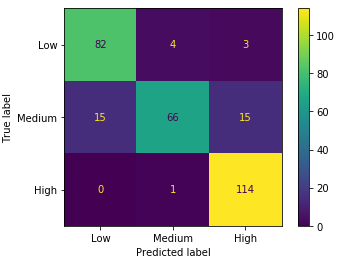 Low 82 4 3
Medium 15 66 15
High 0 1 114
Low Medium High
Predicted label
True label
100
80
60
40
20
0